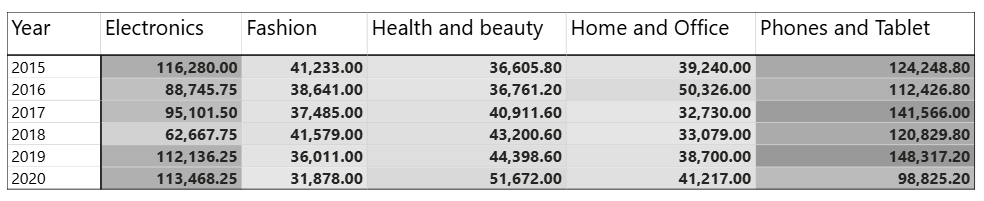 Year Electronics Fashion Health and beauty Home and Office Phones and Tablet
2015 116,280.00 41,233.00 36,605.80 39,240.00 124,248.80
2016 88,745.75 38,641.00 36,761.20 50,326.00 112,426.80
2017 95,101.50 37,485.00 40,911.60 32,730.00 141,566.00
2018 62,667.75 41,579.00 43,200.60 33,079.00 120,829.80
2019 112,136.25 36,011.00 44,398.60 38,700.00 148,317.20
2020 113,468.25 31,878.00 51,672.00 41,217.00 98,825.20